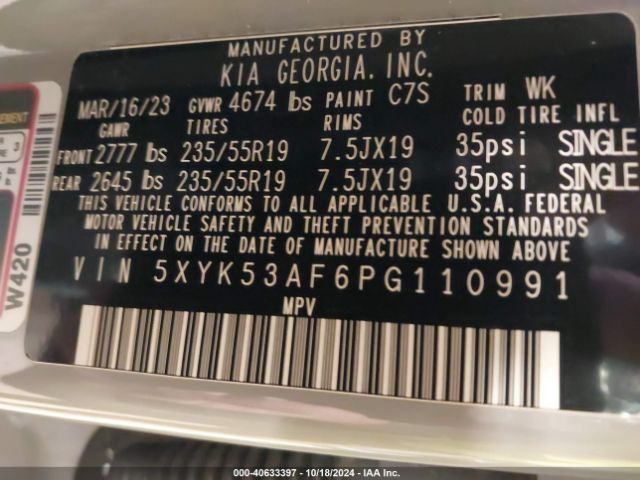 MANUFACTURED BY
KIA GEORGIA, INC.
MAR/16/23 GVWR 4674 lbs PAINT C7S TRIM WK
GAWR TIRES RIMS COLD TIRE INFL
FRONT 2777 lbs 235/55R19 7.5JX19 35psi SINGLE
REAR 2645 lbs 235/55R19 7.5JX19 35psi SINGLE
THIS VEHICLE CONFORMS TO ALL APPLICABLE U.S.A. FEDERAL
MOTOR VEHICLE SAFETY AND THEFT PREVENTION STANDARDS
IN EFFECT ON THE DATE OF MANUFACTURE SHOWN ABOVE
VIN 5XYK53AF6PG110991
MPV
W420
000-40633397 - 10/18/2024 - IAA Inc.